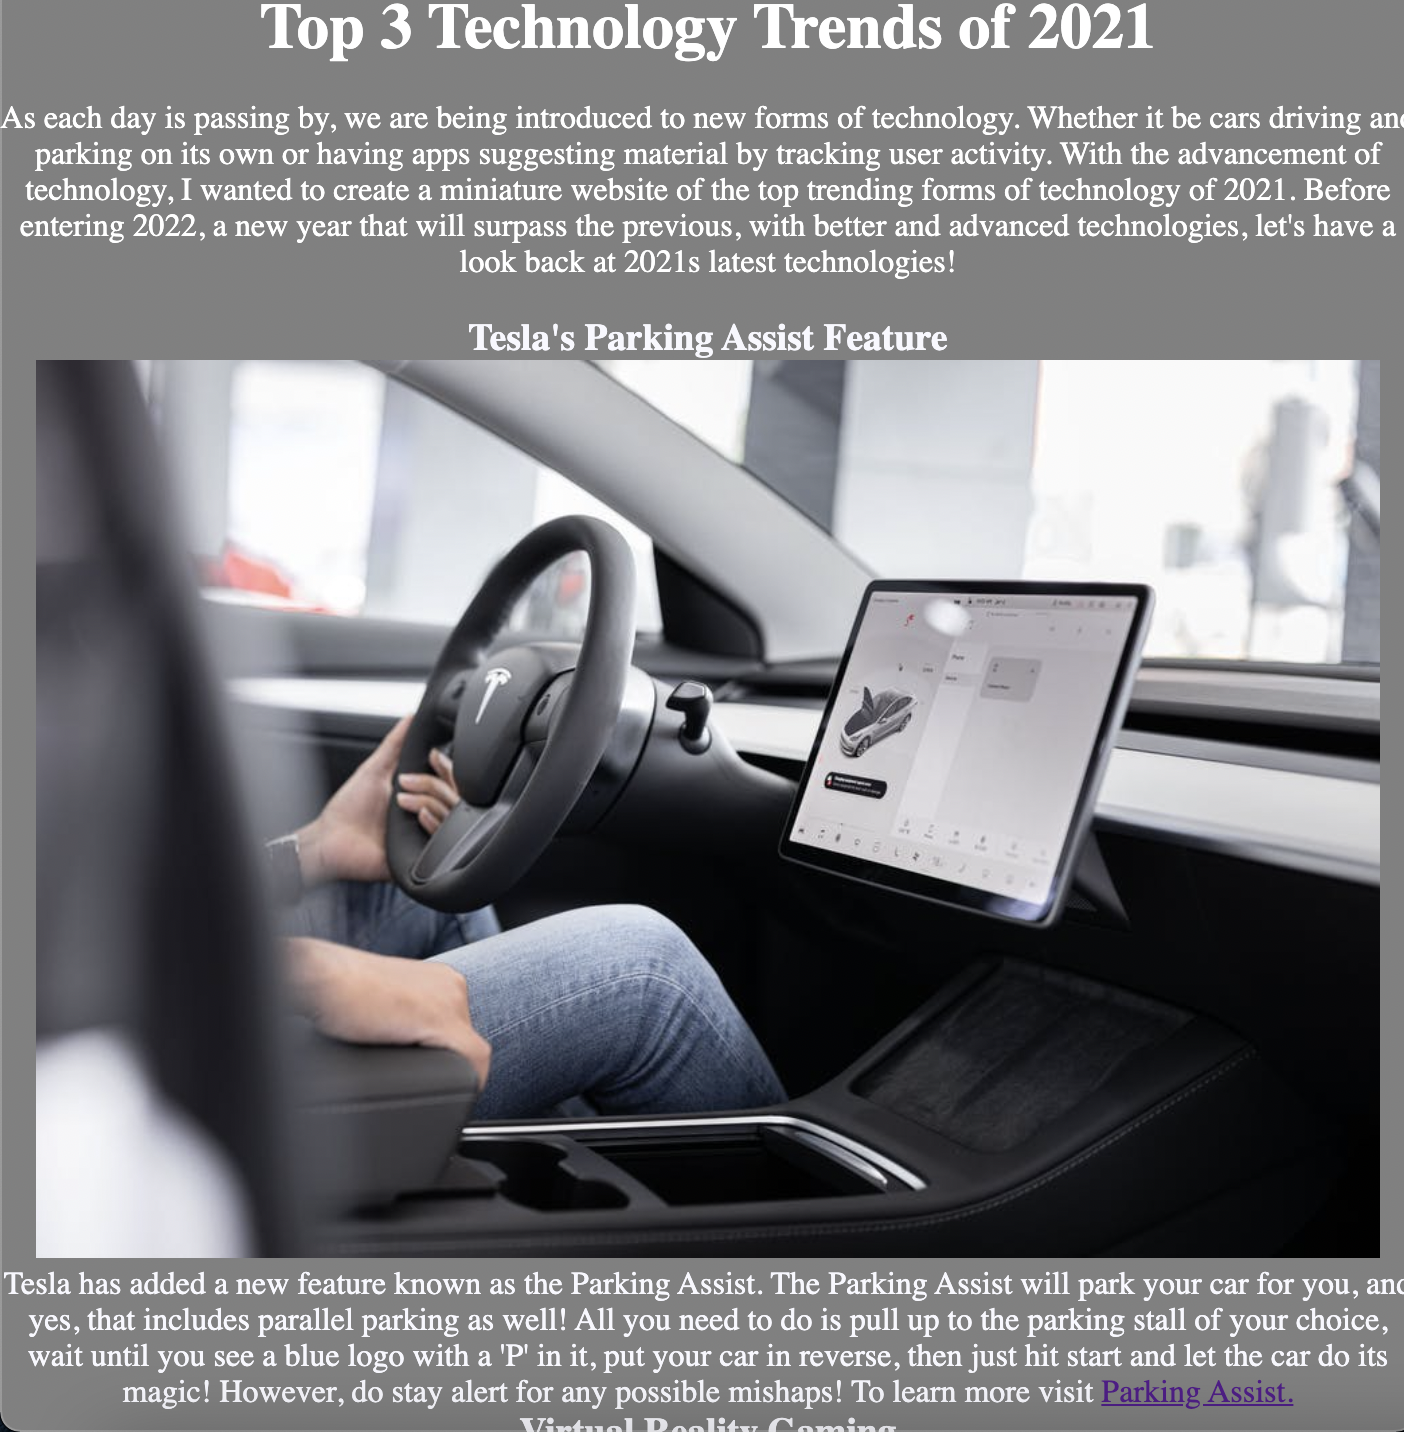 Top 3 Technology Trends of 2021
As each day is passing by, we are being introduced to new forms of technology. Whether it be cars driving and
parking on its own or having apps suggesting material by tracking user activity. With the advancement of
technology, I wanted to create a miniature website of the top trending forms of technology of 2021. Before
entering 2022, a new year that will surpass the previous, with better and advanced technologies, let's have a
look back at 2021s latest technologies!
Tesla's Parking Assist Feature
Tesla has added a new feature known as the Parking Assist. The Parking Assist will park your car for you, and
yes, that includes parallel parking as well! All you need to do is pull up to the parking stall of your choice,
wait until you see a blue logo with a 'P' in it, put your car in reverse, then just hit start and let the car do its
magic! However, do stay alert for any possible mishaps! To learn more visit Parking Assist.
Virtual Reality Gaming